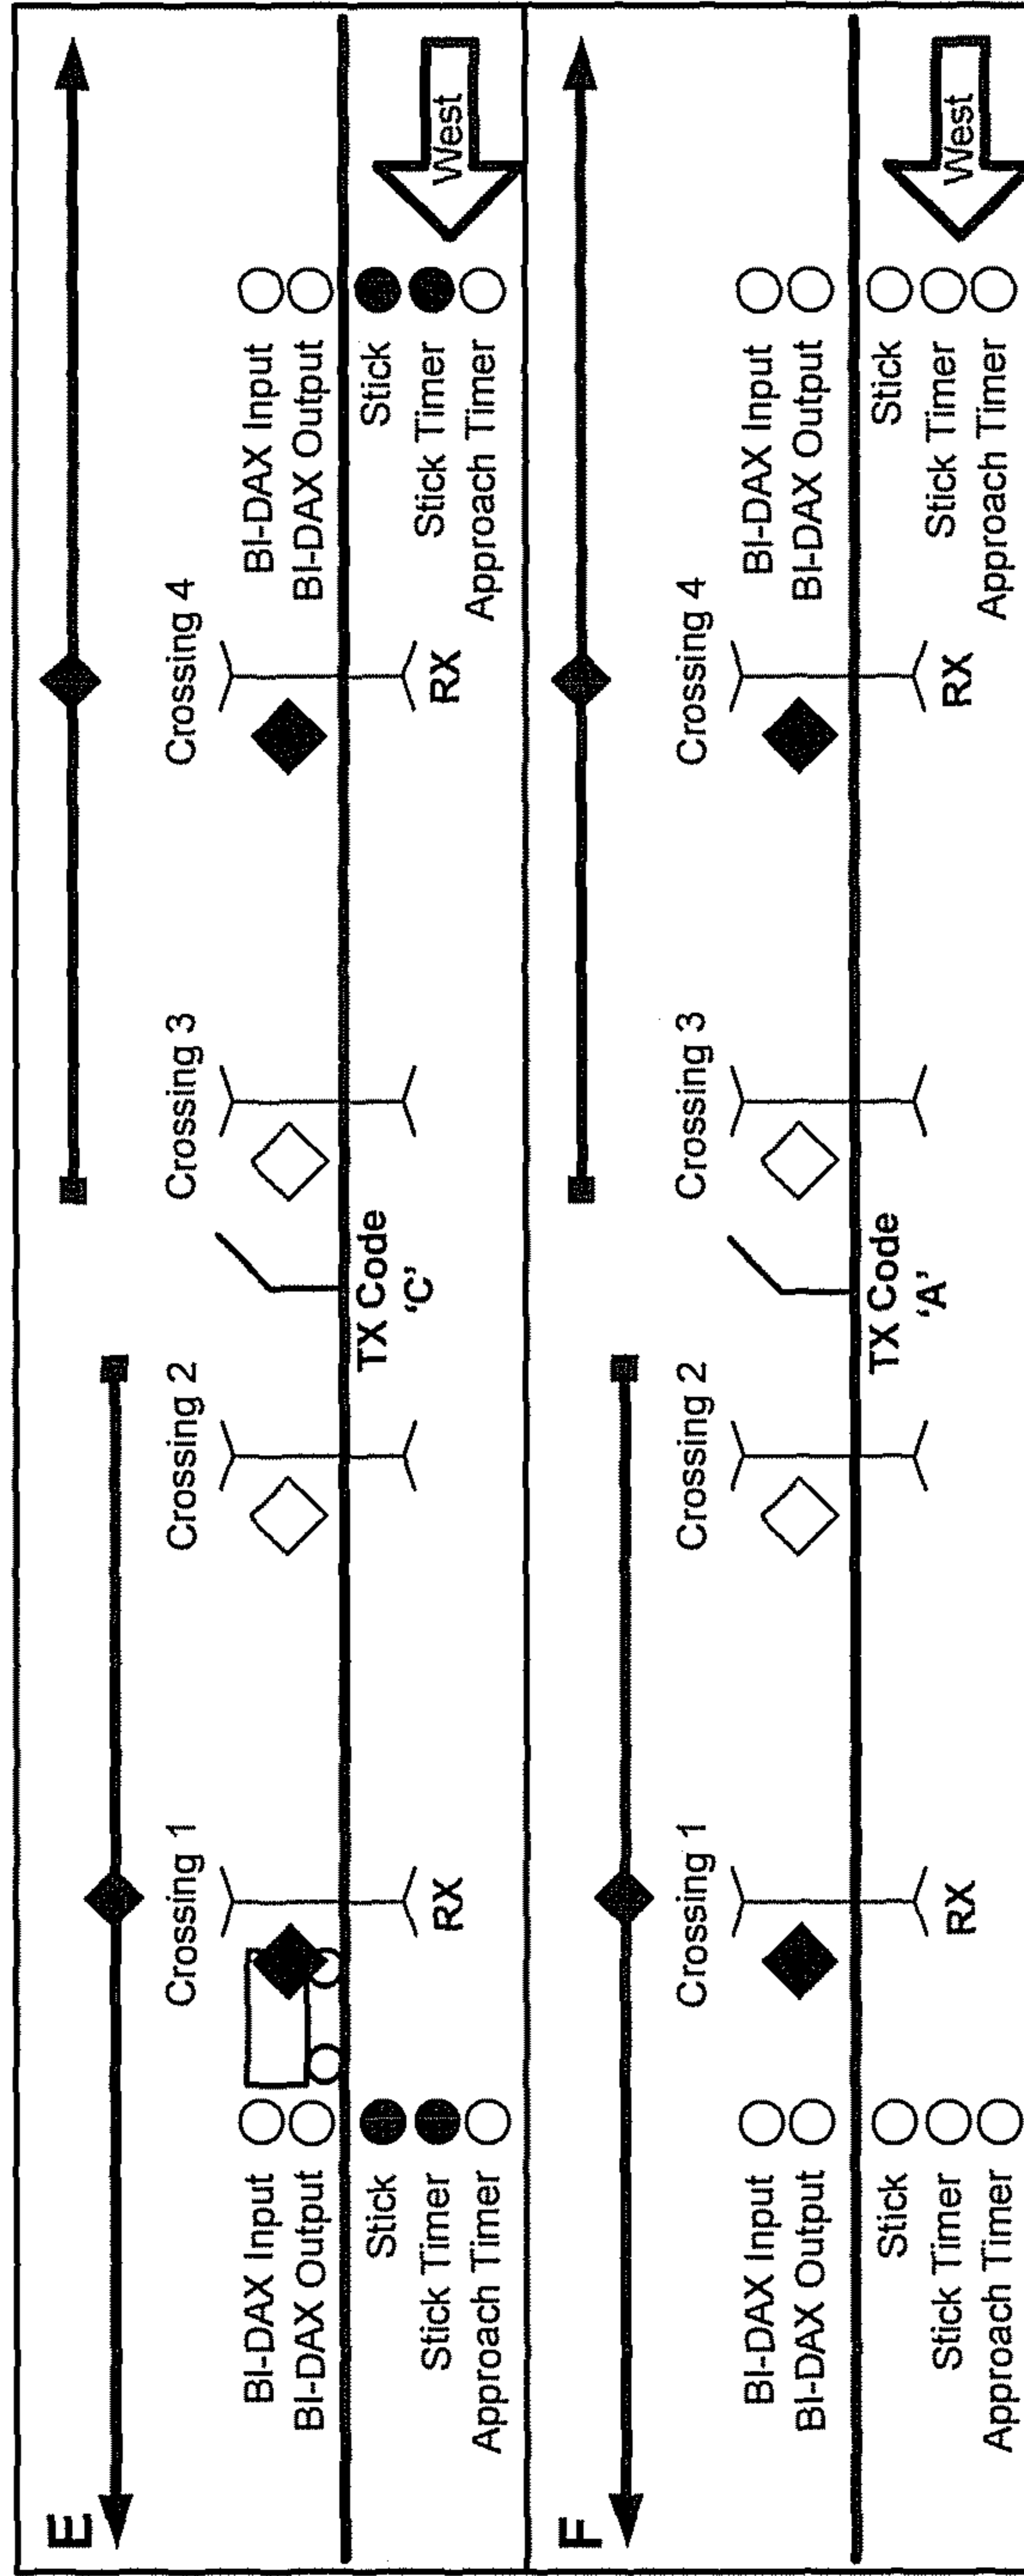 E
Crossing 1
Crossing 2
Crossing 3
Crossing 4
BI-DAX Input
BI-DAX Output
Stick
Stick Timer
Approach Timer
RX
TX Code
'C'
RX
BI-DAX Input
BI-DAX Output
Stick
Stick Timer
Approach Timer
West
F
Crossing 1
Crossing 2
Crossing 3
Crossing 4
BI-DAX Input
BI-DAX Output
Stick
Stick Timer
Approach Timer
RX
TX Code
'A'
RX
BI-DAX Input
BI-DAX Output
Stick
Stick Timer
Approach Timer
West